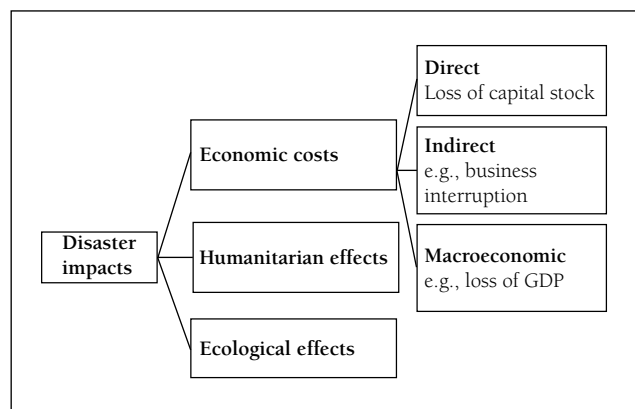 Direct
Loss of capital stock
Economic costs
Indirect
e.g., business
interruption
Disaster
impacts
Humanitarian effects
Macroeconomic
e.g., loss of GDP
Ecological effects